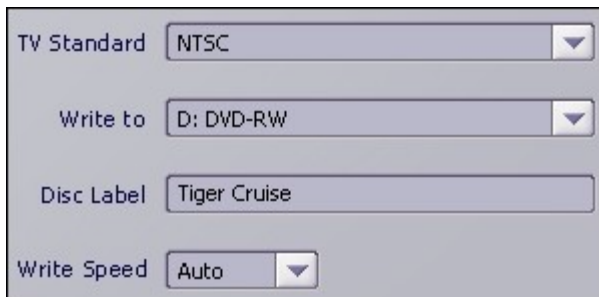 TV Standard NTSC
Write to D: DVD-RW
Disc Label Tiger Cruise
Write Speed Auto